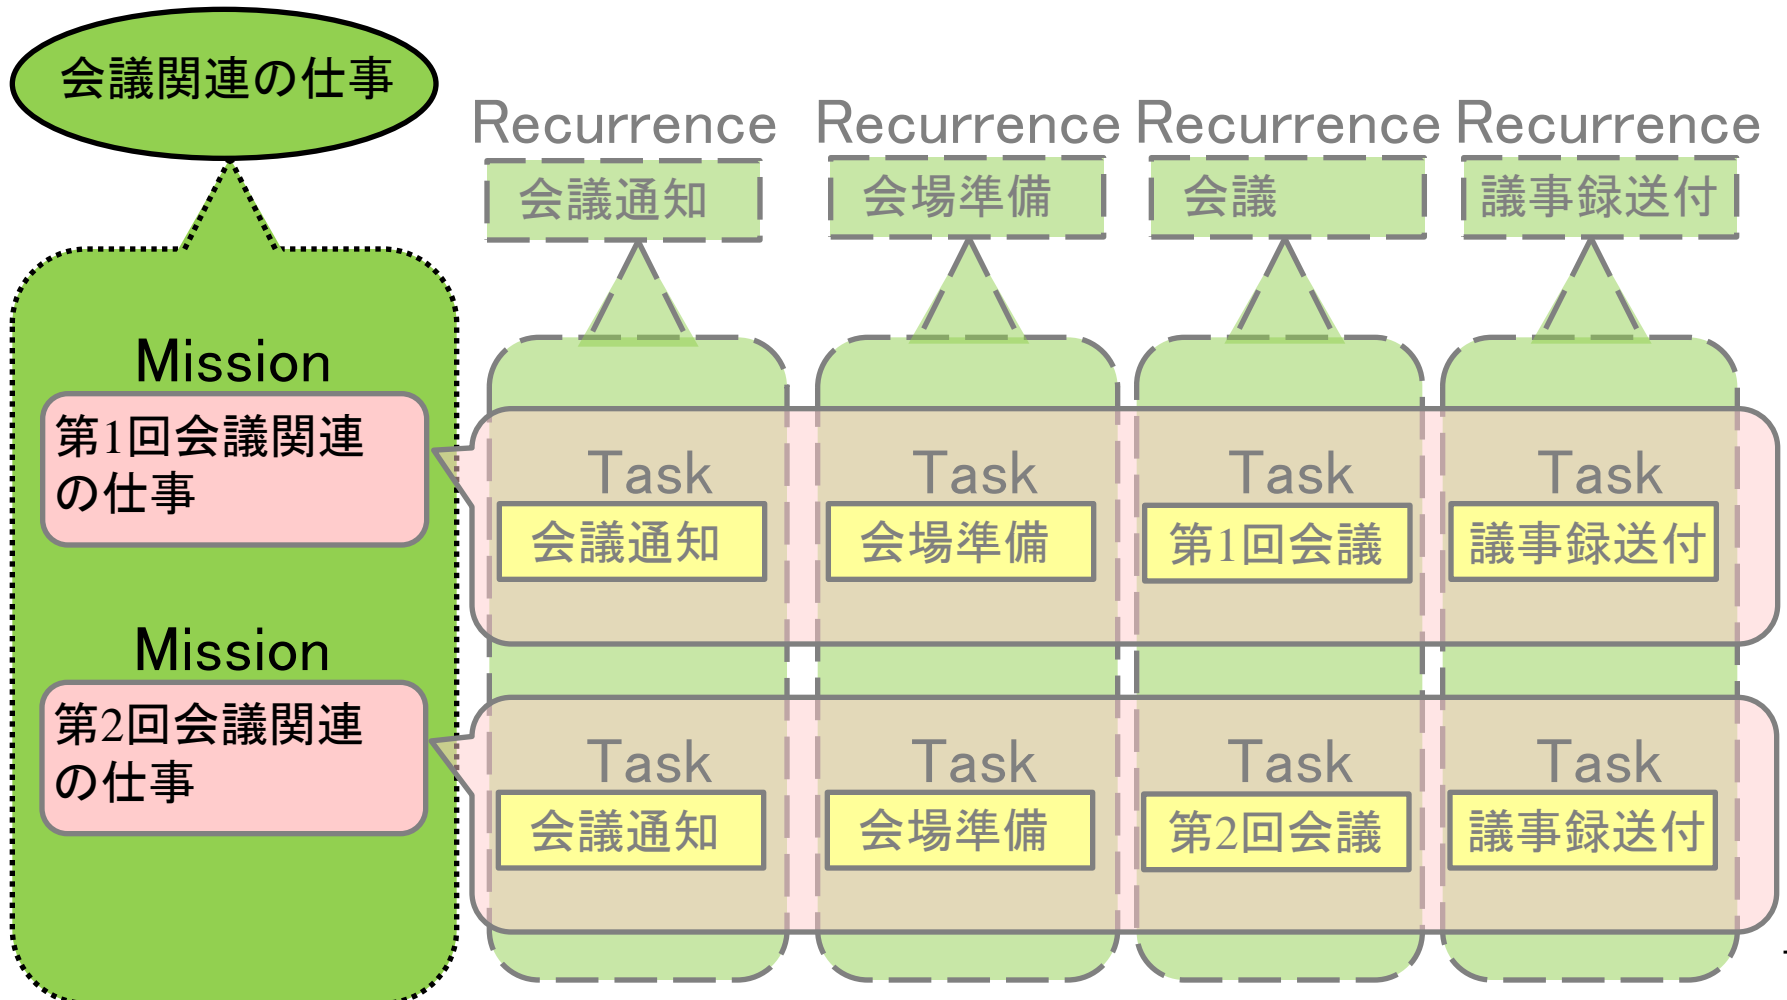 会議関連の仕事
Recurrence Recurrence Recurrence Recurrence
会議通知 会場準備 会議 議事録送付
Mission
第1回会議関連
の仕事
Task Task Task Task
会議通知 会場準備 第1回会議 議事録送付
Mission
第2回会議関連
の仕事
Task Task Task Task
会議通知 会場準備 第2回会議 議事録送付